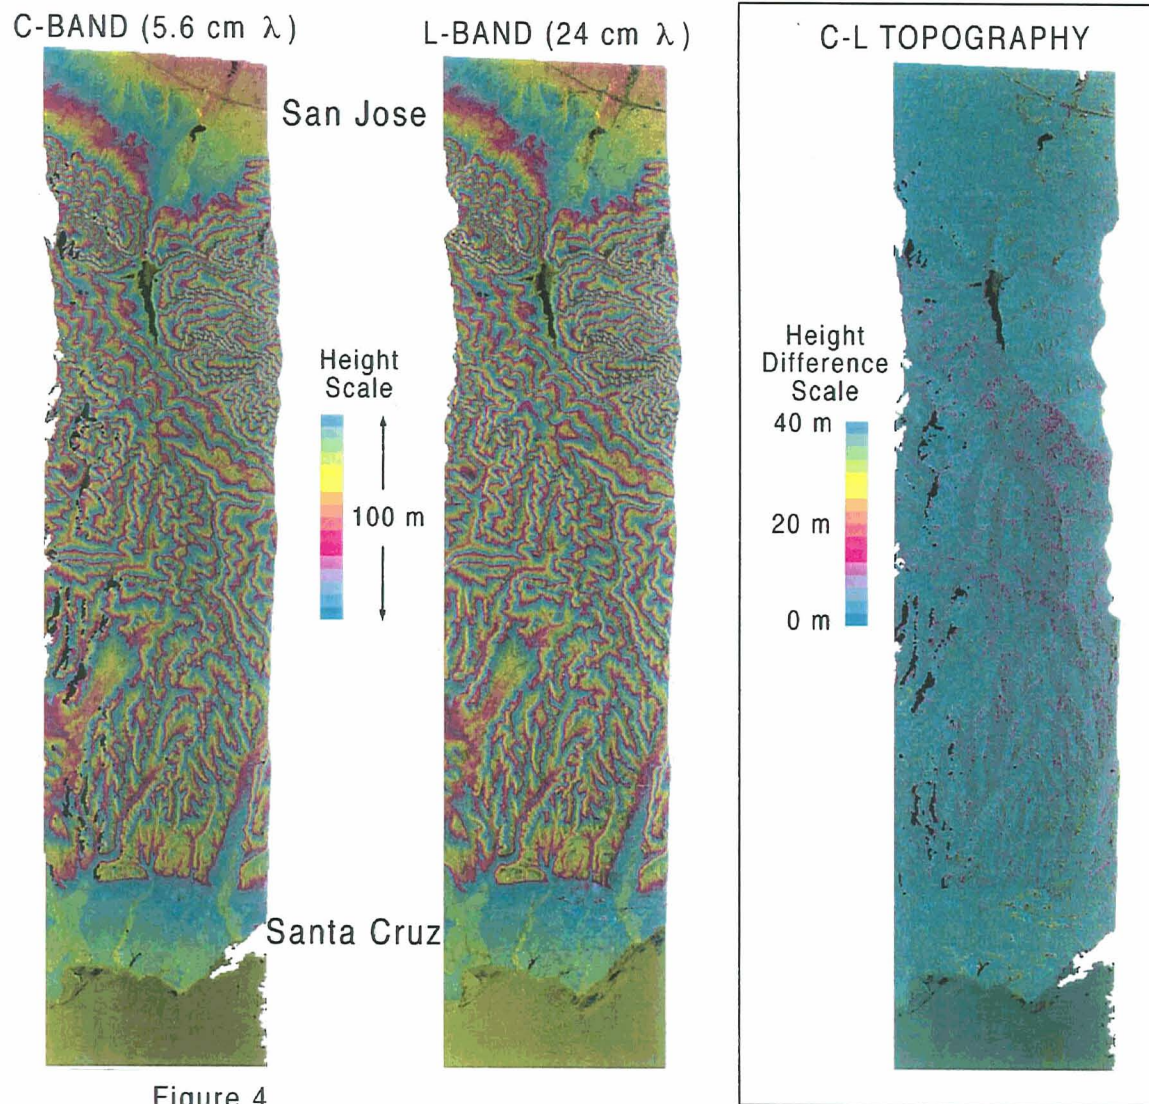 C-BAND (5.6 cm λ)
L-BAND (24 cm λ)
C-L TOPOGRAPHY
San Jose
Height
Scale
100 m
Height
Difference
Scale
40 m
20 m
0 m
Santa Cruz
Figure 4